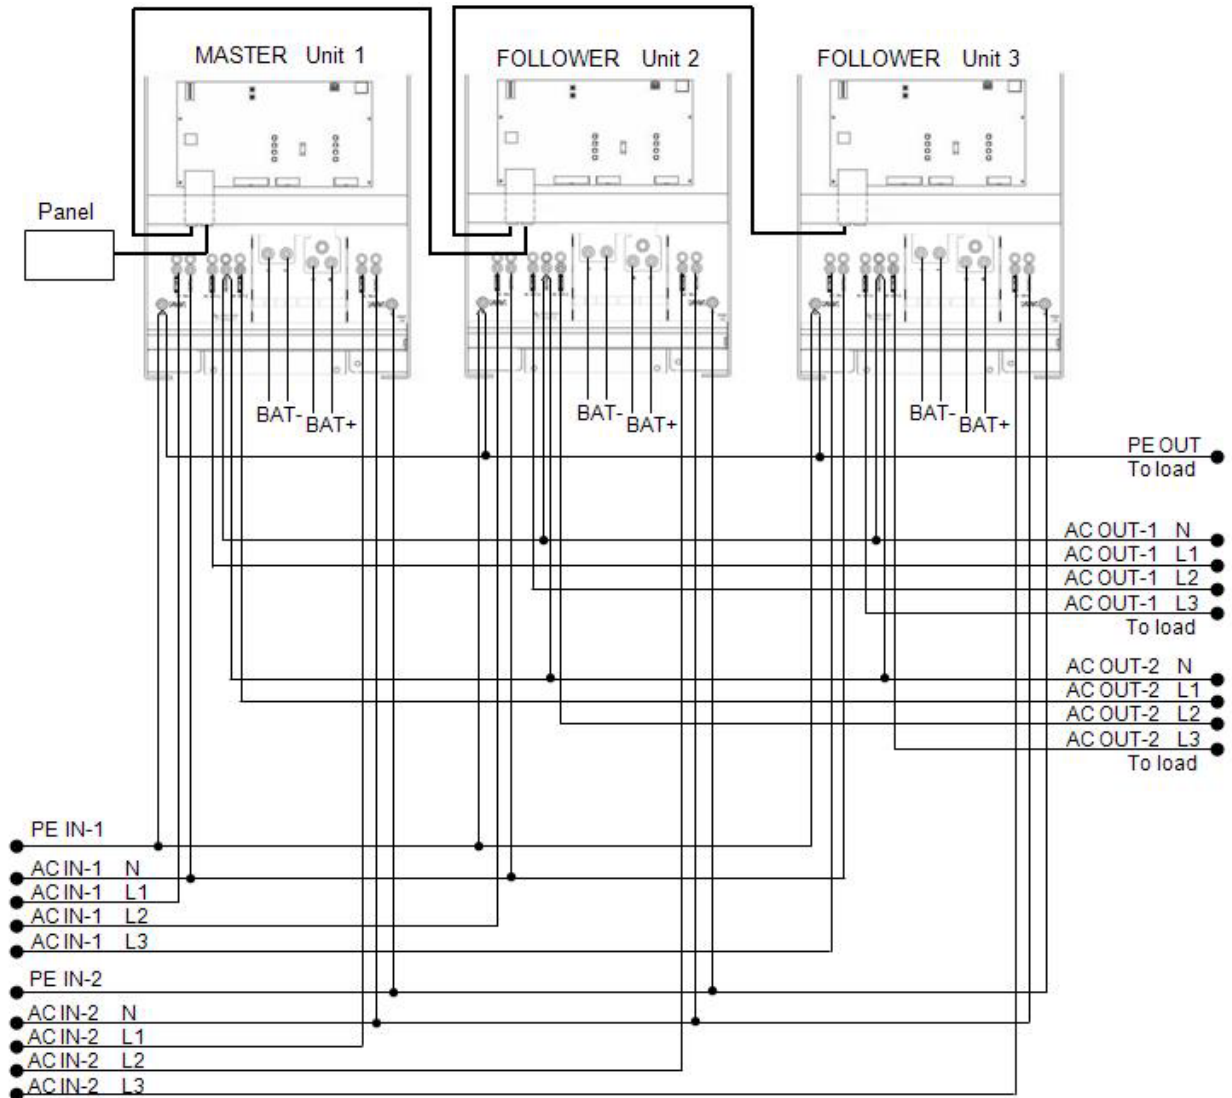 MASTER Unit 1
FOLLOWER Unit 2
FOLLOWER Unit 3
Panel
BAT-
BAT+
BAT-
BAT+
BAT-
BAT+
PE OUT
To load
AC OUT-1 N
AC OUT-1 L1
AC OUT-1 L2
AC OUT-1 L3
To load
AC OUT-2 N
AC OUT-2 L1
AC OUT-2 L2
AC OUT-2 L3
To load
PE IN-1
AC IN-1 N
AC IN-1 L1
AC IN-1 L2
AC IN-1 L3
PE IN-2
AC IN-2 N
AC IN-2 L1
AC IN-2 L2
AC IN-2 L3